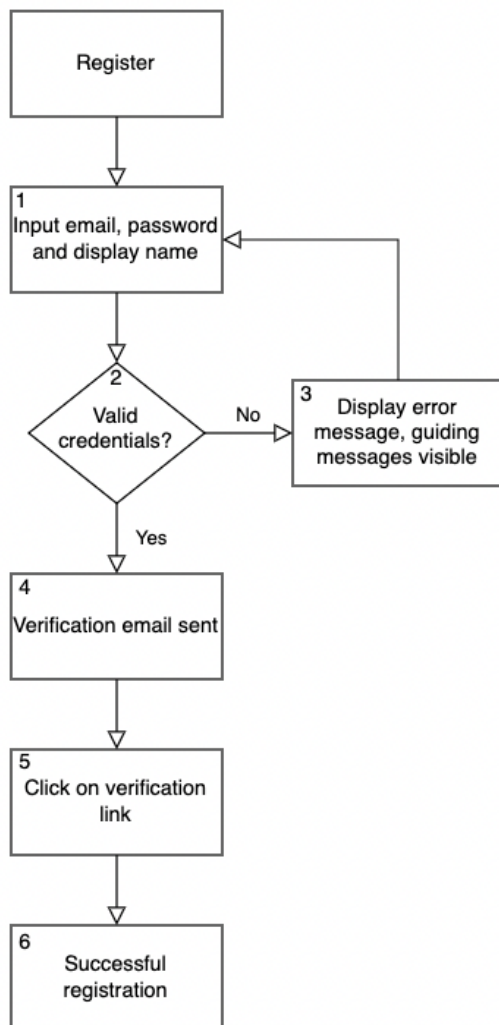 Register
1
Input email, password
and display name
2
Valid
credentials?
No
3
Display error
message, guiding
messages visible
Yes
4
Verification email sent
5
Click on verification
link
6
Successful
registration